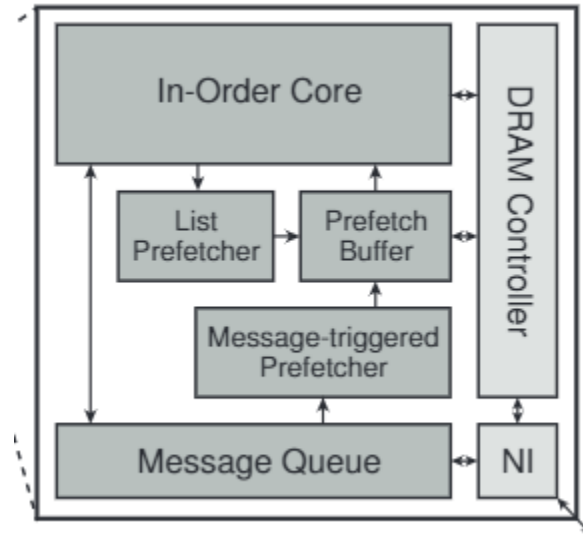 In-Order Core
DRAM Controller
List
Prefetcher
Prefetch
Buffer
Message-triggered
Prefetcher
Message Queue
NI